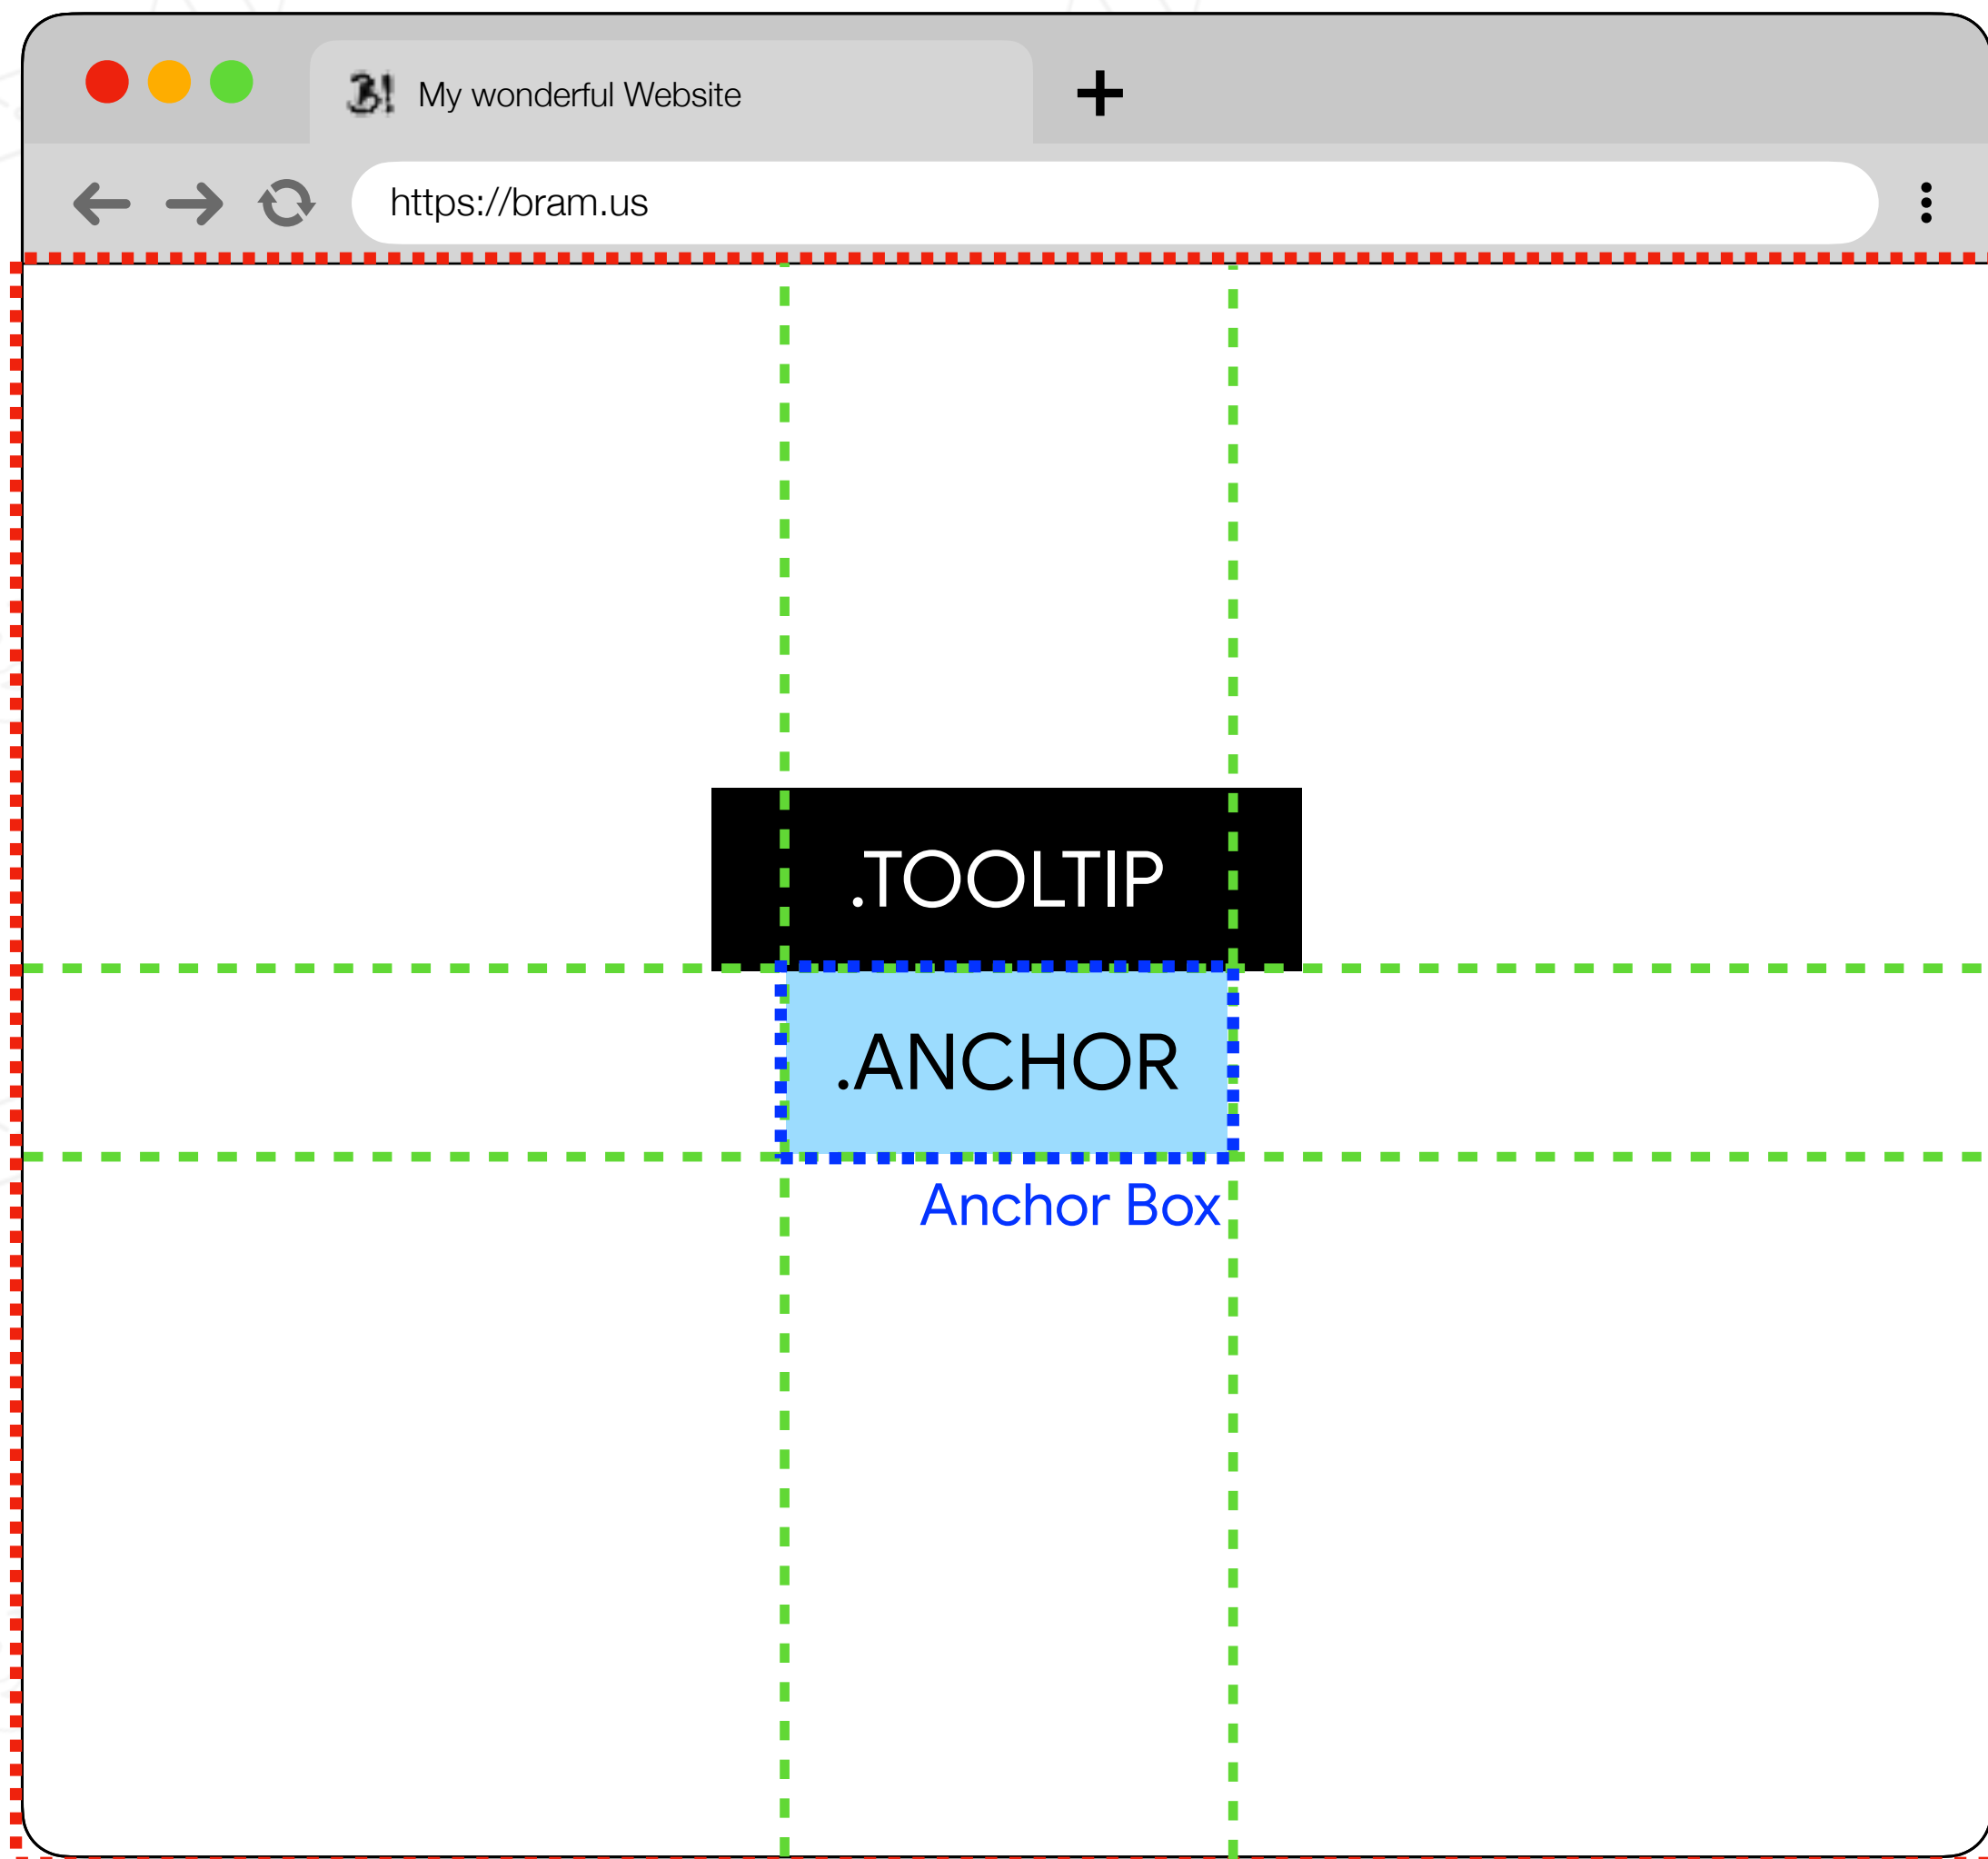 My wonderful Website
https://bram.us
.TOOLTIP
.ANCHOR
Anchor Box